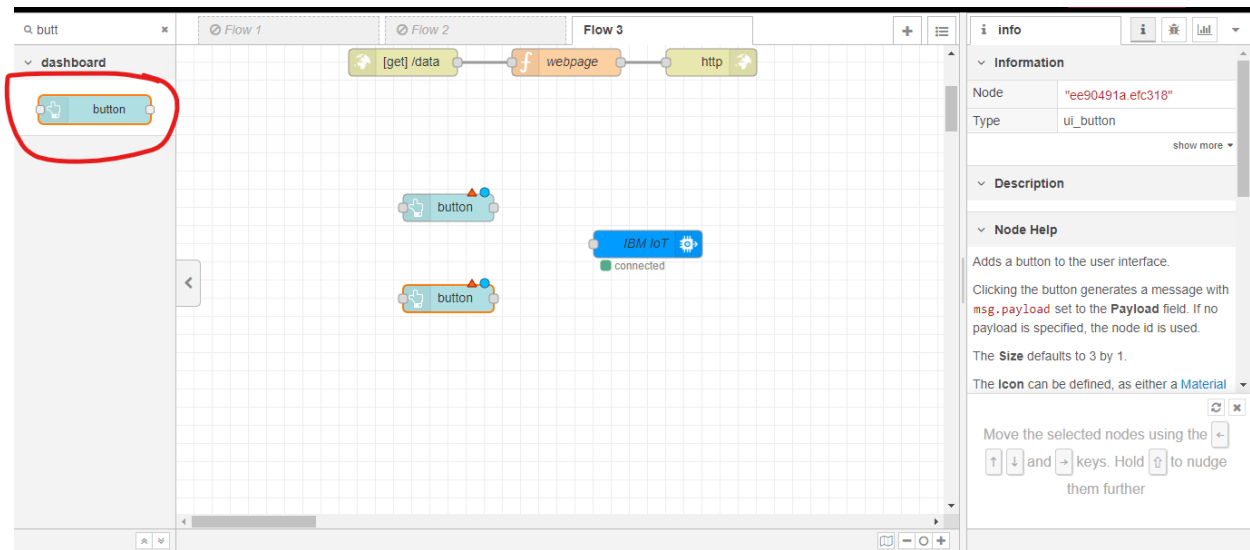 butt
Flow 1
Flow 2
Flow 3
info
dashboard
button
[get] /data
webpage
http
button
IBM IoT
connected
button
Information
Node
"ee90491a.efc318"
Type
ui_button
show more
Description
Node Help
Adds a button to the user interface.
Clicking the button generates a message with
msg.payload set to the Payload field. If no
payload is specified, the node id is used.
The Size defaults to 3 by 1.
The Icon can be defined, as either a Material
Move the selected nodes using the ←
↑ ↓ and → keys. Hold ⇧ to nudge
them further